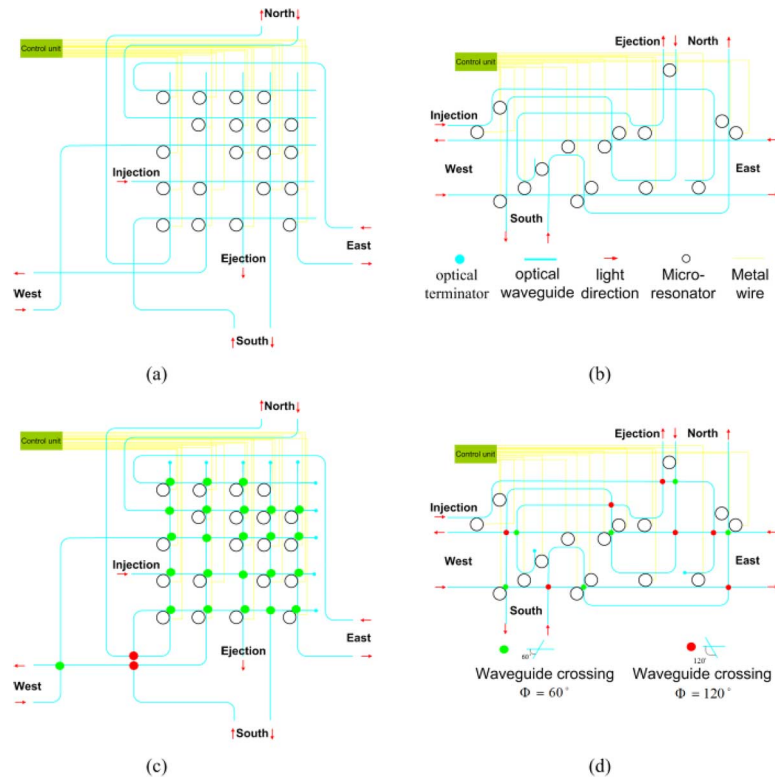 North
Control unit
Injection
East
Ejection
West
South
(a)
Ejection North
Control unit
Injection
West East
South
optical terminator
optical waveguide
light direction
Micro-resonator
Metal wire
(b)
North
Control unit
Injection
East
Ejection
West
South
(c)
Ejection North
Control unit
Injection
West East
South
60°
Waveguide crossing
Φ = 60°
120°
Waveguide crossing
Φ = 120°
(d)